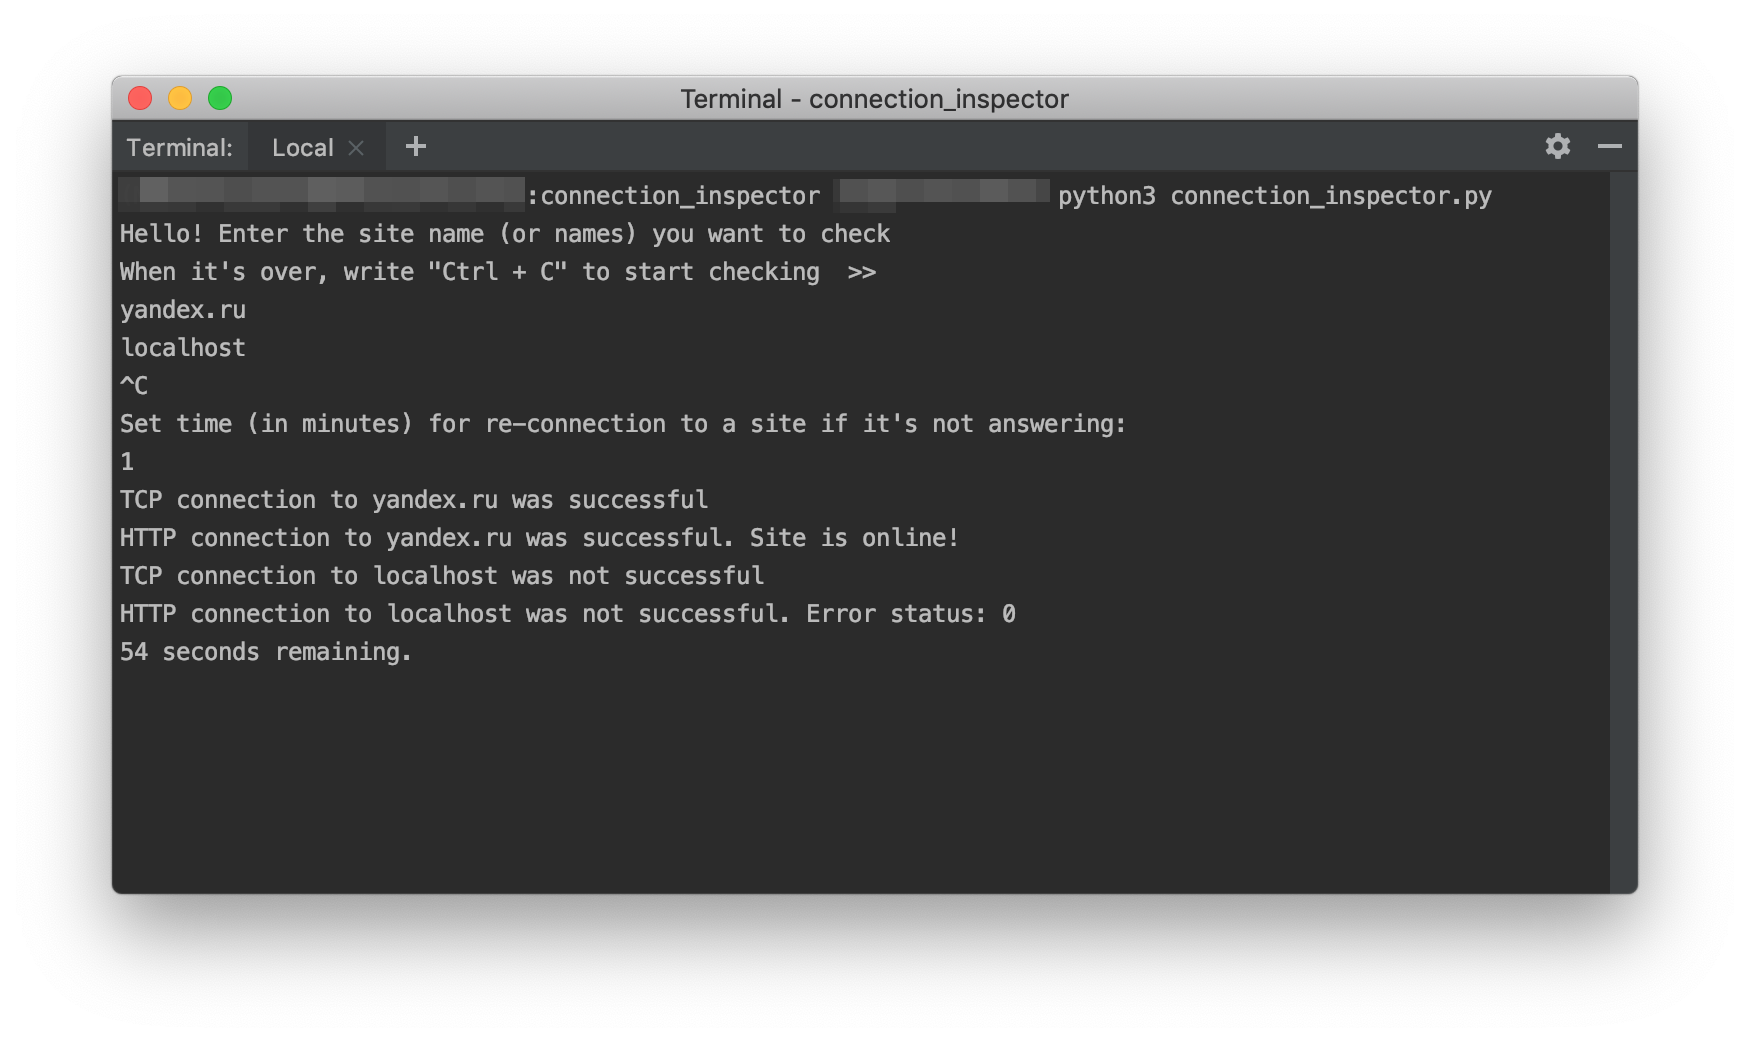 Terminal - connection_inspector
Terminal: Local
:connection_inspector python3 connection_inspector.py
Hello! Enter the site name (or names) you want to check
When it's over, write "Ctrl + C" to start checking  >>
yandex.ru
localhost
^C
Set time (in minutes) for re-connection to a site if it's not answering:
1
TCP connection to yandex.ru was successful
HTTP connection to yandex.ru was successful. Site is online!
TCP connection to localhost was not successful
HTTP connection to localhost was not successful. Error status: 0
54 seconds remaining.